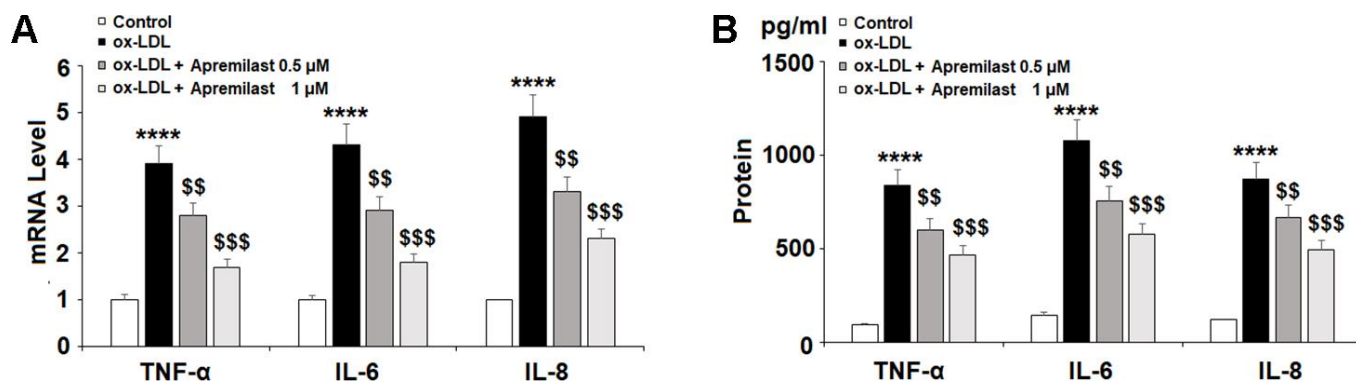 A
Control
ox-LDL
ox-LDL + Apremilast 0.5 μM
ox-LDL + Apremilast 1 μM
mRNA Level
6
5
4
3
2
1
0
****
$$
$$$
****
$$
$$$
****
$$
$$$
TNF-α
IL-6
IL-8
B
pg/ml
Control
ox-LDL
ox-LDL + Apremilast 0.5 μM
ox-LDL + Apremilast 1 μM
Protein
1500
1000
500
0
****
$$
$$$
****
$$
$$$
****
$$
$$$
TNF-α
IL-6
IL-8